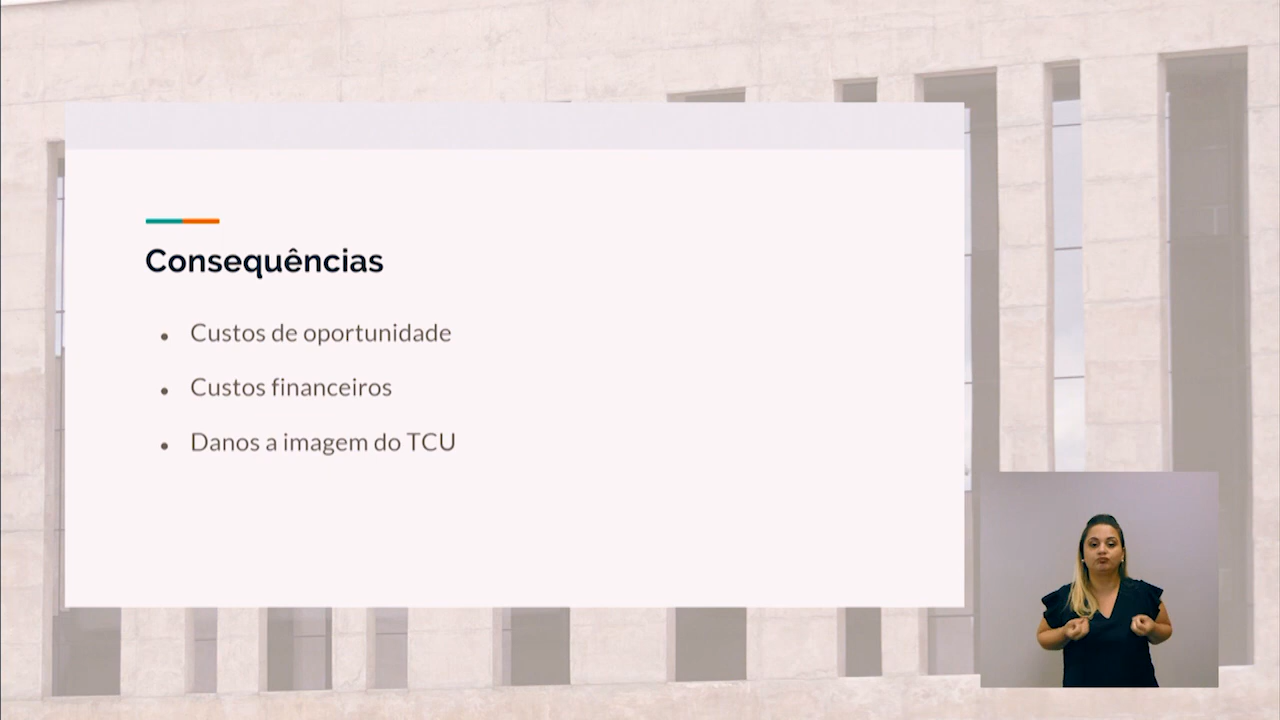 Consequências
Custos de oportunidade
Custos financeiros
Danos a imagem do TCU